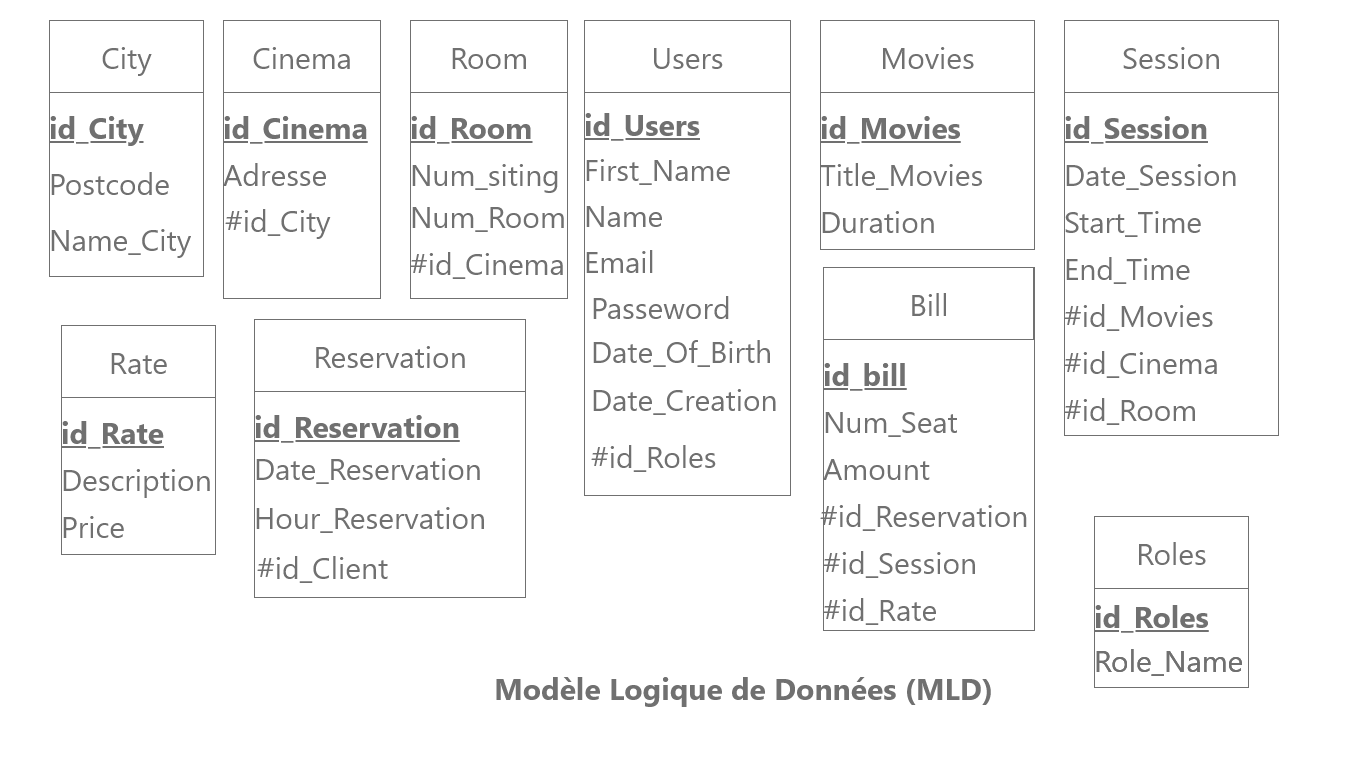 City
id_City
Postcode
Name_City
Cinema
id_Cinema
Adresse
#id_City
Room
id_Room
Num_siting
Num_Room
#id_Cinema
Users
id_Users
First_Name
Name
Email
Passeword
Date_Of_Birth
Date_Creation
#id_Roles
Movies
id_Movies
Title_Movies
Duration
Session
id_Session
Date_Session
Start_Time
End_Time
#id_Movies
#id_Cinema
#id_Room
Rate
id_Rate
Description
Price
Reservation
id_Reservation
Date_Reservation
Hour_Reservation
#id_Client
Bill
id_bill
Num_Seat
Amount
#id_Reservation
#id_Session
#id_Rate
Roles
id_Roles
Role_Name
Modèle Logique de Données (MLD)